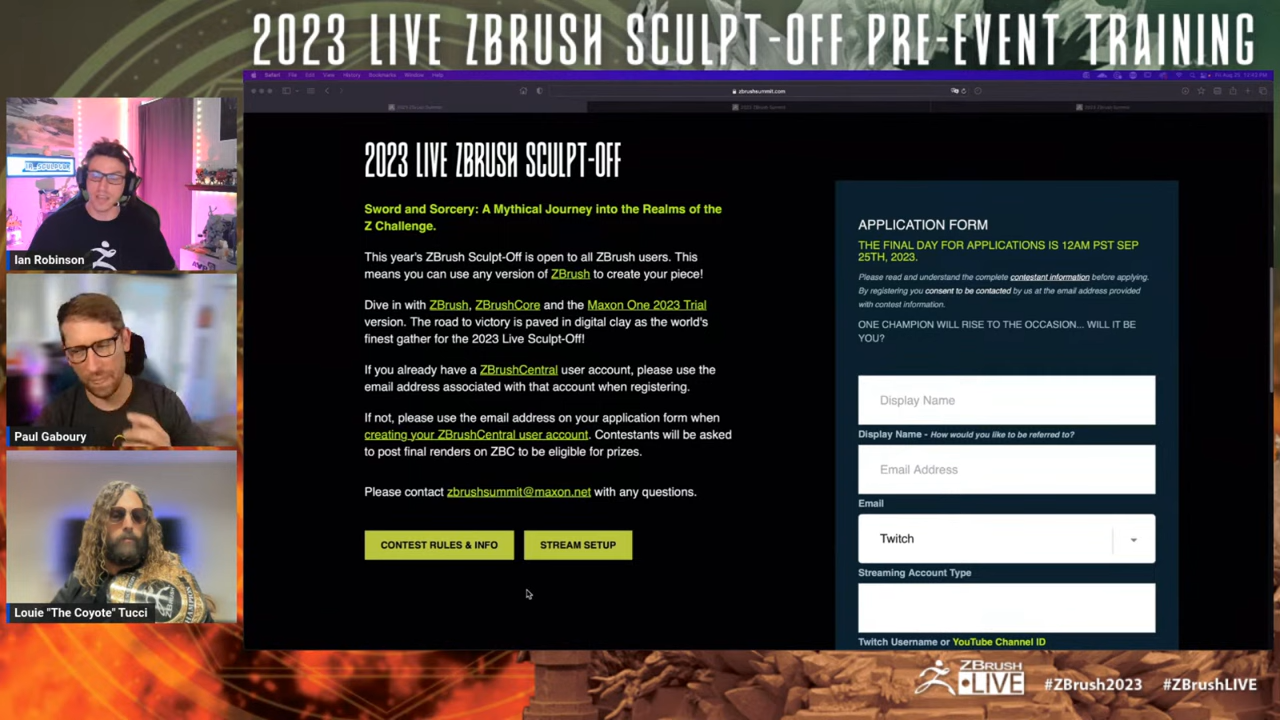 2023 LIVE ZBRUSH SCULPT-OFF PRE-EVENT TRAINING
Safari File Edit View History Bookmarks Window Help
zbrushsummit.com
Ian Robinson
Paul Gaboury
Louie "The Coyote" Tucci
2023 LIVE ZBRUSH SCULPT-OFF
Sword and Sorcery: A Mythical Journey into the Realms of the
Z Challenge.
This year's ZBrush Sculpt-Off is open to all ZBrush users. This
means you can use any version of ZBrush to create your piece!
Dive in with ZBrush, ZBrushCore and the Maxon One 2023 Trial
version. The road to victory is paved in digital clay as the world's
finest gather for the 2023 Live Sculpt-Off!
If you already have a ZBrushCentral user account, please use the
email address associated with that account when registering.
If not, please use the email address on your application form when
creating your ZBrushCentral user account. Contestants will be asked
to post final renders on ZBC to be eligible for prizes.
Please contact zbrushsummit@maxon.net with any questions.
CONTEST RULES & INFO
STREAM SETUP
APPLICATION FORM
THE FINAL DAY FOR APPLICATIONS IS 12AM PST SEP
25TH, 2023.
Please read and understand the complete contestant information before applying.
By registering you consent to be contacted by us at the email address provided
with contest information.
ONE CHAMPION WILL RISE TO THE OCCASION... WILL IT BE
YOU?
Display Name
Display Name - How would you like to be referred to?
Email Address
Email
Twitch
Streaming Account Type
Twitch Username or YouTube Channel ID
ZBRUSH
LIVE
#ZBrush2023 #ZBrushLIVE